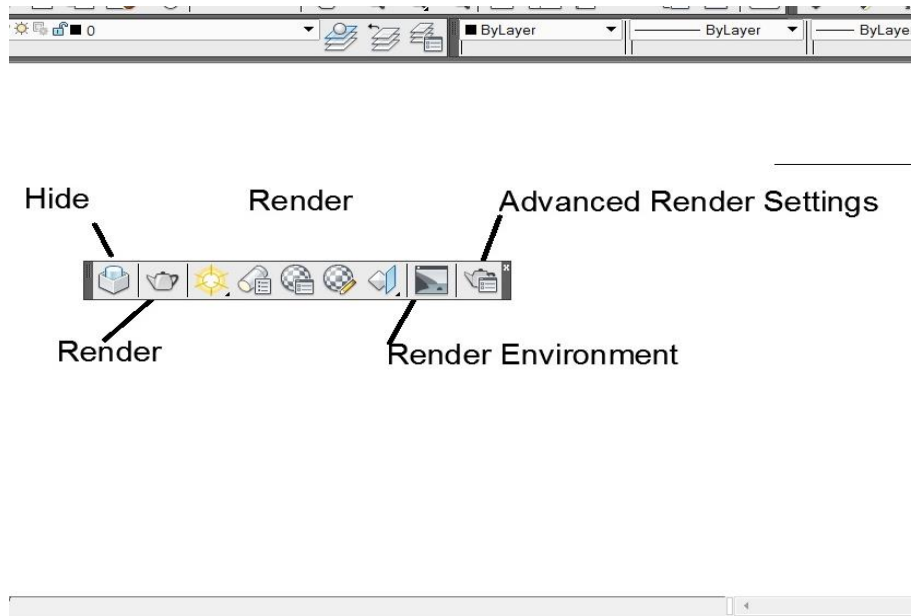 0 ByLayer ByLayer ByLaye
Hide Render Advanced Render Settings
Render Render Environment